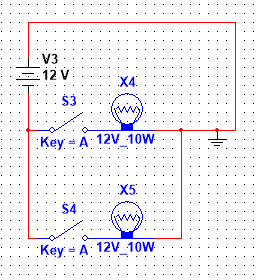 V3
12 V
X4
S3
Key = A
12V_10W
X5
S4
Key = A
12V_10W